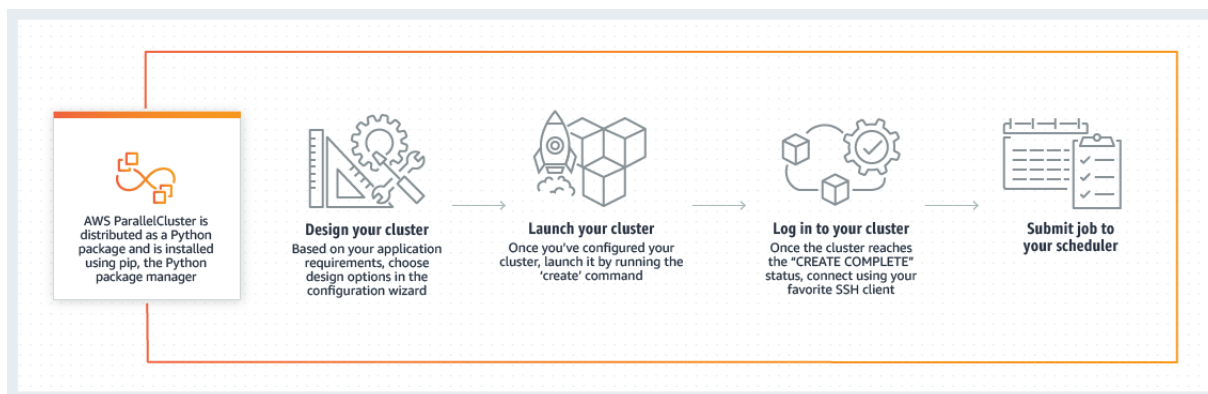 AWS ParallelCluster is
distributed as a Python
package and is installed
using pip, the Python
package manager
Design your cluster
Based on your application
requirements, choose
design options in the
configuration wizard
Launch your cluster
Once you've configured your
cluster, launch it by running the
‘create’ command
Log in to your cluster
Once the cluster reaches
the “CREATE COMPLETE”
status, connect using your
favorite SSH client
Submit job to
your scheduler